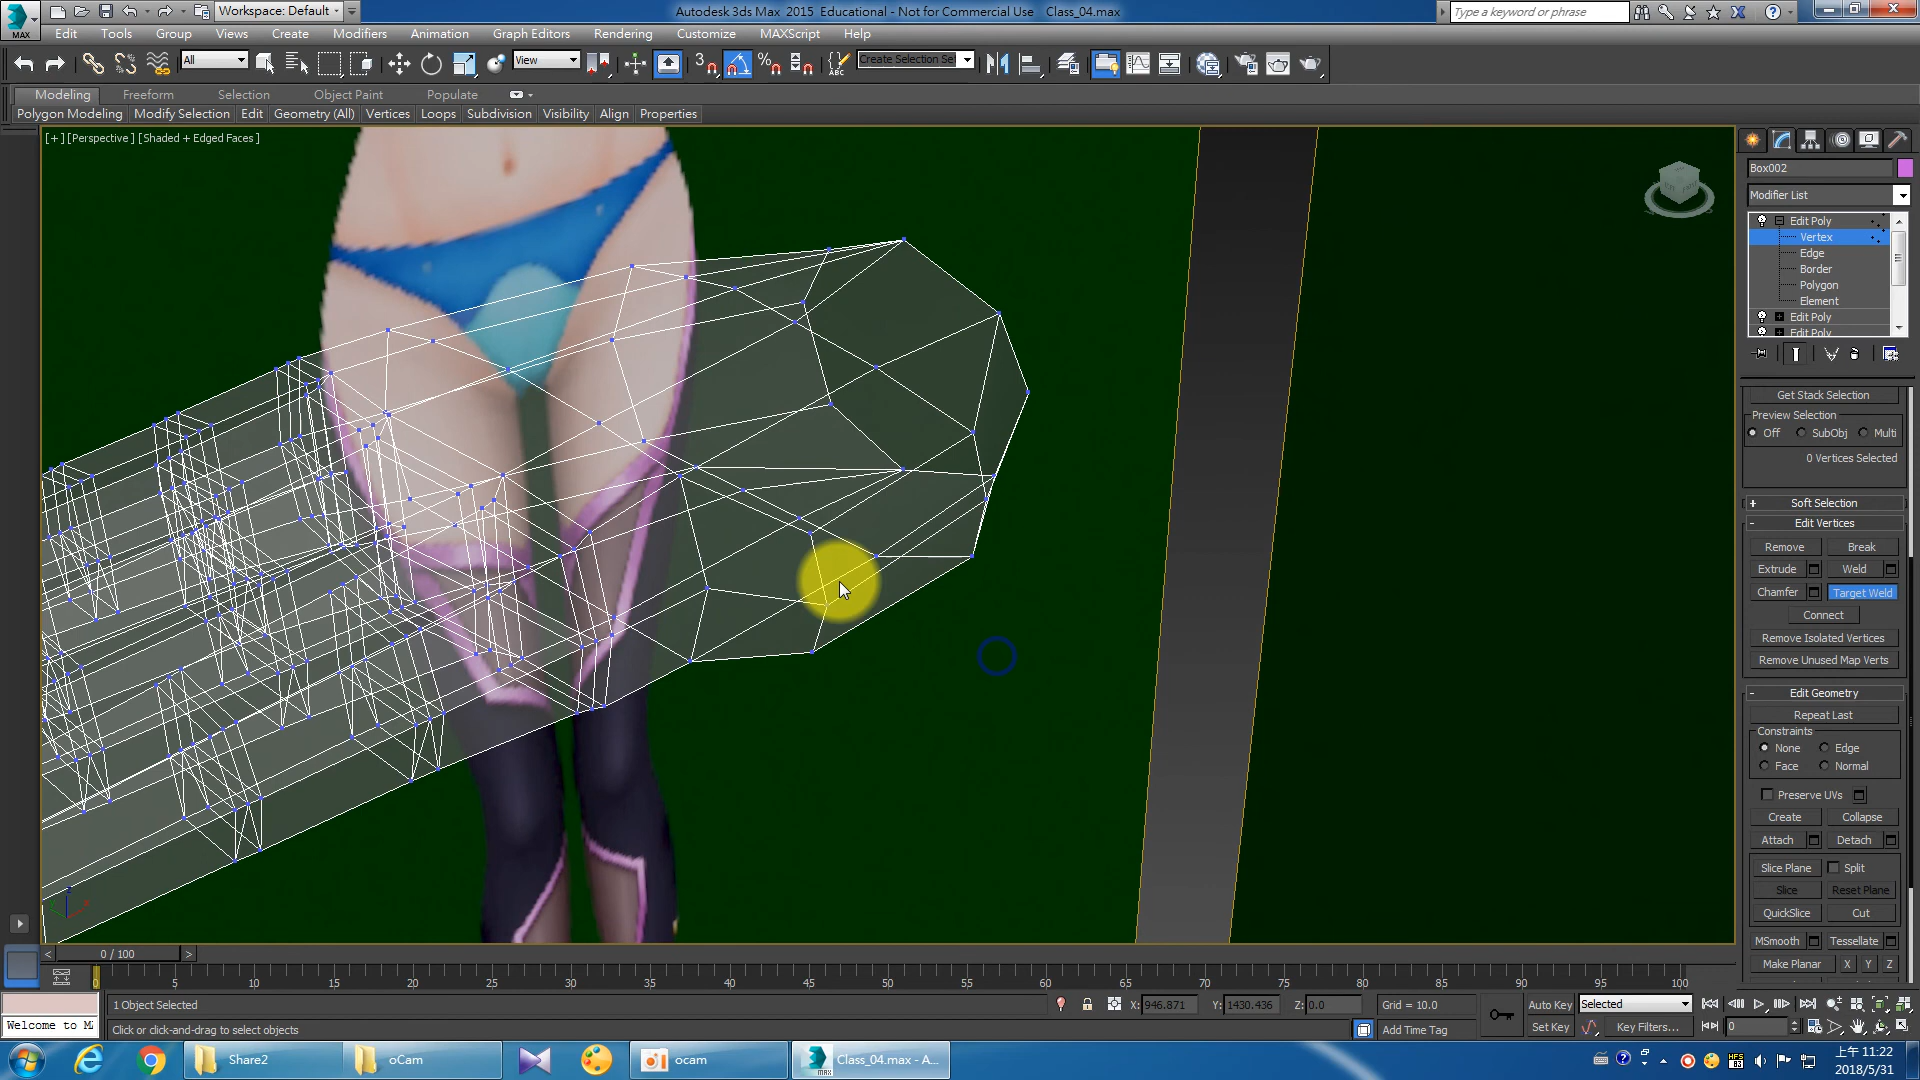 Workspace: Default
Autodesk 3ds Max  2015  Educational - Not for Commercial Use   Class_04.max
Type a keyword or phrase
MAX
Edit Tools Group Views Create Modifiers Animation Graph Editors Rendering Customize MAXScript Help
All View Create Selection Se
Modeling Freeform Selection Object Paint Populate
Polygon Modeling Modify Selection Edit Geometry (All) Vertices Loops Subdivision Visibility Align Properties
[+][Perspective][Shaded + Edged Faces]
Box002
Modifier List
Edit Poly
Vertex
Edge
Border
Polygon
Element
Edit Poly
Edit Poly
Get Stack Selection
Preview Selection
Off SubObj Multi
0 Vertices Selected
+ Soft Selection
- Edit Vertices
Remove Break
Extrude Weld
Chamfer Target Weld
Connect
Remove Isolated Vertices
Remove Unused Map Verts
- Edit Geometry
Repeat Last
Constraints
None Edge
Face Normal
Preserve UVs
Create Collapse
Attach Detach
Slice Plane Split
Slice Reset Plane
QuickSlice Cut
MSmooth Tessellate
Make Planar X Y Z
< 0 / 100 >
0 5 10 15 20 25 30 35 40 45 50 55 60 65 70 75 80 85 90 95 100
1 Object Selected
X: 946.871 Y: 1430.436 Z: 0.0 Grid = 10.0 Auto Key Selected
Welcome to M
Click or click-and-drag to select objects
Add Time Tag Set Key Key Filters... 0
Share2 oCam ocam Class_04.max - A...
上午 11:22
2018/5/31